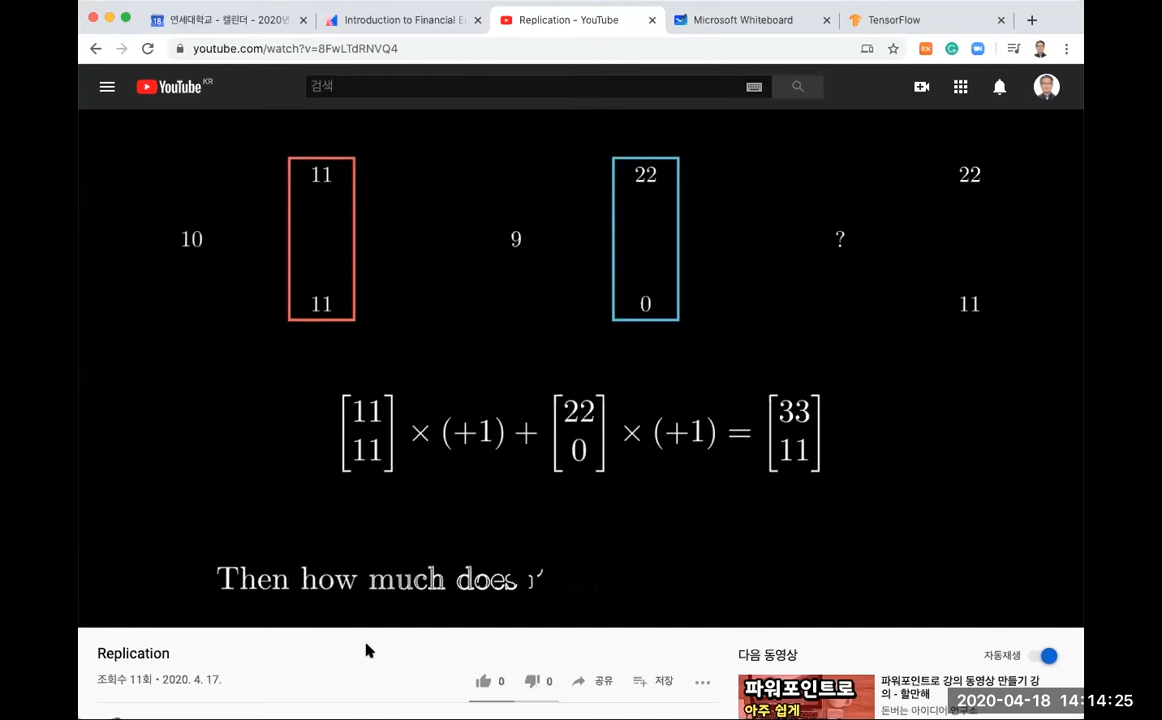 연세대학교 - 캘린더 - 2020년
Introduction to Financial E
Replication - YouTube
Microsoft Whiteboard
TensorFlow
youtube.com/watch?v=8FwLTdRNVQ4
YouTube KR
검색
11
22
22
10
9
?
11
0
11
[11 11] × (+1) + [22 0] × (+1) = [33 11]
Then how much does
Replication
조회수 11회 • 2020. 4. 17.
0
0
공유
저장
다음 동영상
자동재생
파워포인트로
아주 쉽게
파워포인트로 강의 동영상 만들기 강
의 - 할만해
돈버는 아이디어
2020-04-18 14:14:25